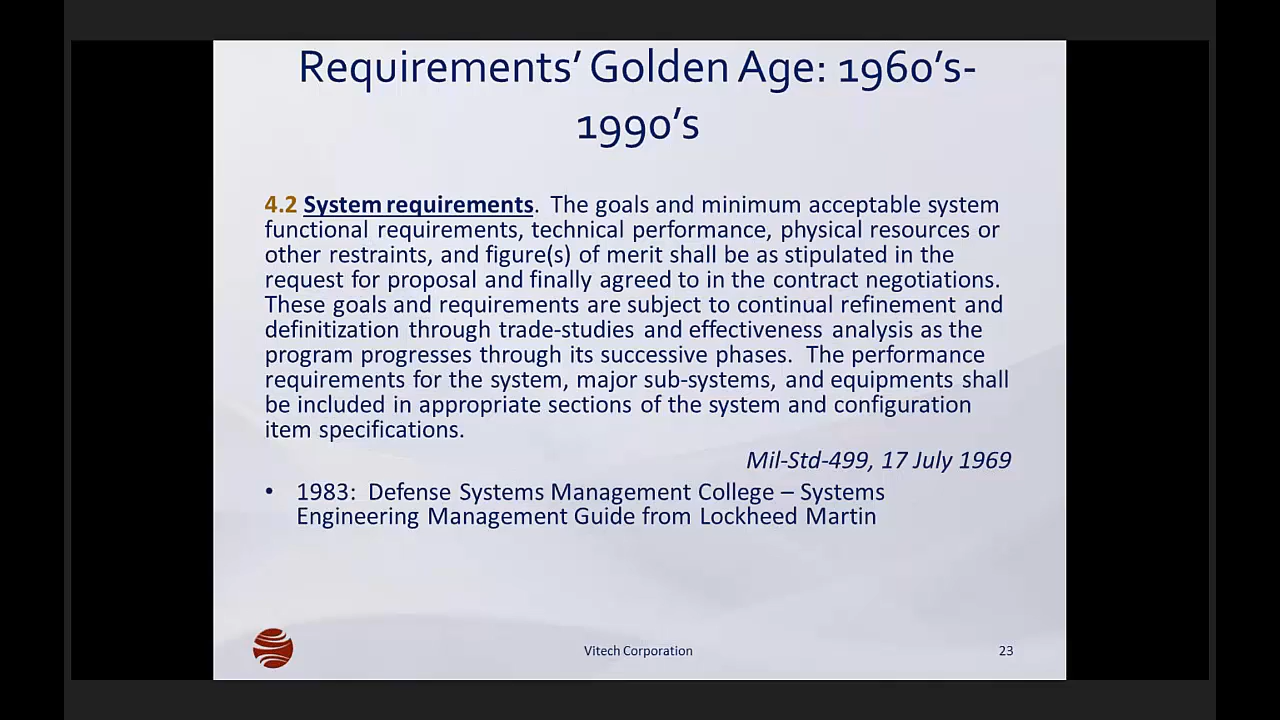 Requirements’ Golden Age: 1960’s-
1990’s
4.2 System requirements.  The goals and minimum acceptable system
functional requirements, technical performance, physical resources or
other restraints, and figure(s) of merit shall be as stipulated in the
request for proposal and finally agreed to in the contract negotiations.
These goals and requirements are subject to continual refinement and
definitization through trade-studies and effectiveness analysis as the
program progresses through its successive phases.  The performance
requirements for the system, major sub-systems, and equipments shall
be included in appropriate sections of the system and configuration
item specifications.
Mil-Std-499, 17 July 1969
• 1983:  Defense Systems Management College – Systems
Engineering Management Guide from Lockheed Martin
Vitech Corporation
23